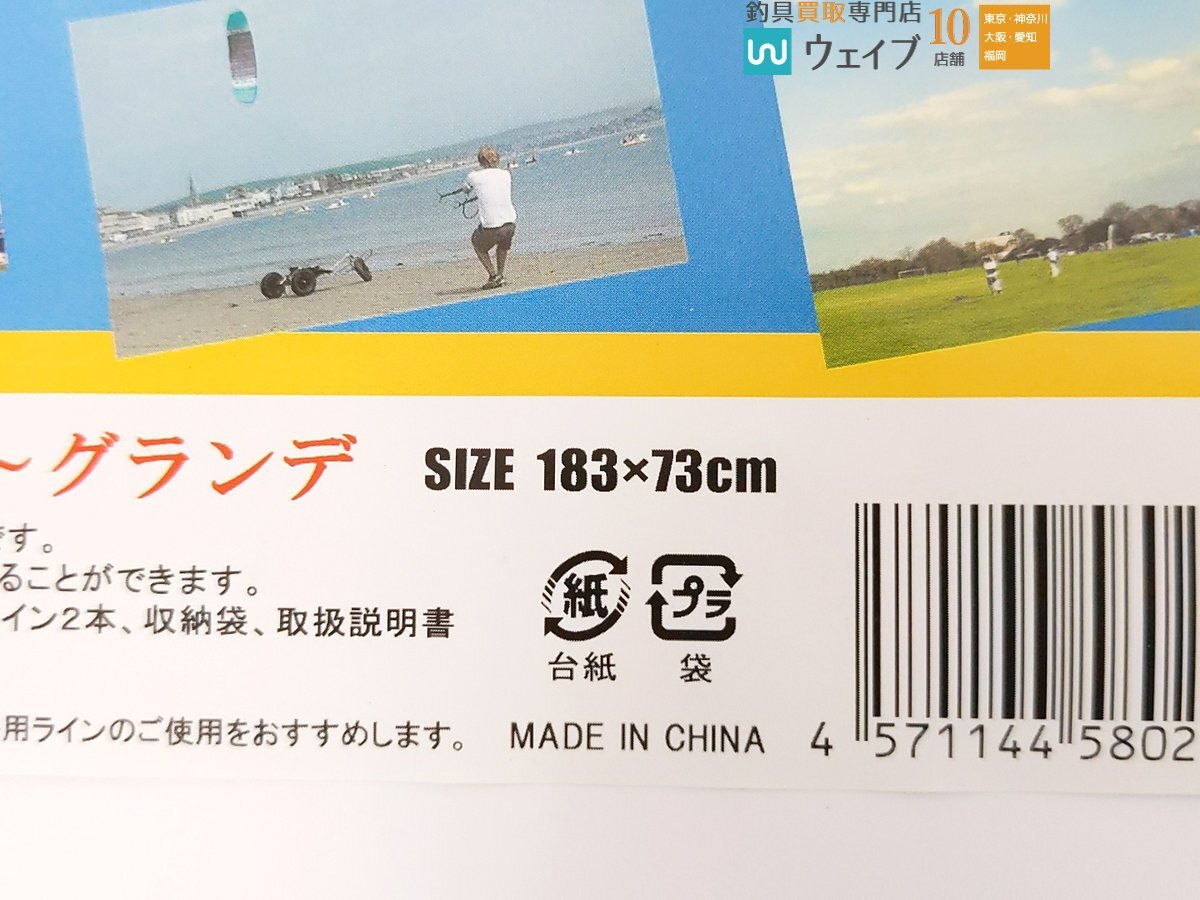 釣具買取専門店
ウェイブ
10
店舗
東京・神奈川
大阪・愛知
福岡
〜グランデ SIZE 183×73cm
です。
ることができます。
イン2本、収納袋、取扱説明書
紙 プラ
台紙 袋
用ラインのご使用をおすすめします。 MADE IN CHINA
4 571144 5802